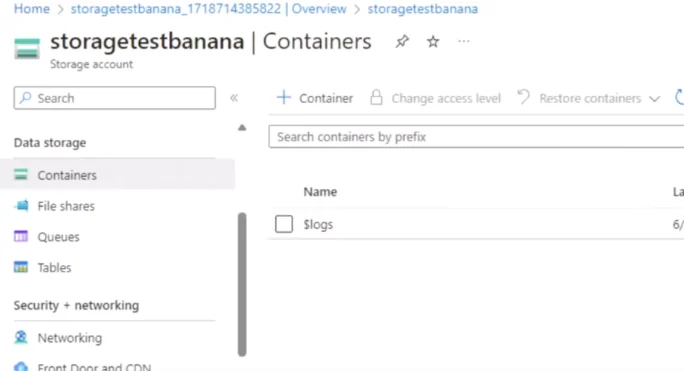 Home > storagetestbanana_1718714385822 | Overview > storagetestbanana
storagetestbanana | Containers
Storage account
Search
Container Change access level Restore containers
Search containers by prefix
Data storage
Containers
File shares
Queues
Tables
Security + networking
Networking
Front Door and CDN
Name
$logs 6/